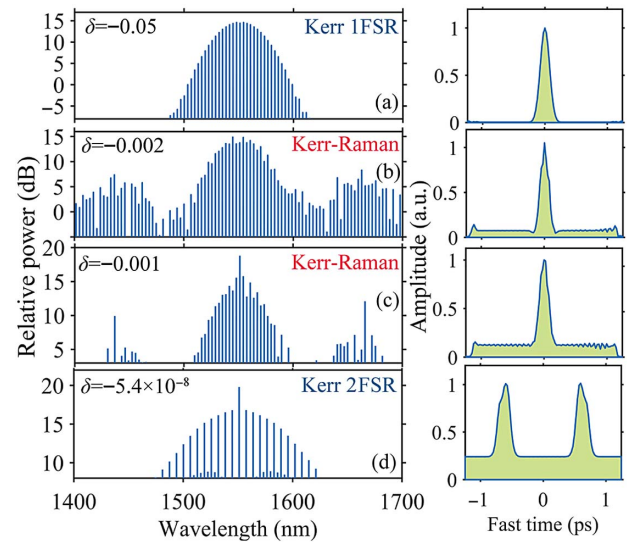 δ=−0.05 Kerr 1FSR
15
10
5
0
−5
(a)
1
0.5
0
δ=−0.002 Kerr-Raman
15
10
5
0
(b)
1
0.5
0
δ=−0.001 Kerr-Raman
20
15
10
5
(c)
1
0.5
0
δ=−5.4×10⁻⁸ Kerr 2FSR
20
15
10
(d)
1
0.5
0
Relative power (dB)
Amplitude (a.u.)
1400 1500 1600 1700
Wavelength (nm)
−1 0 1
Fast time (ps)